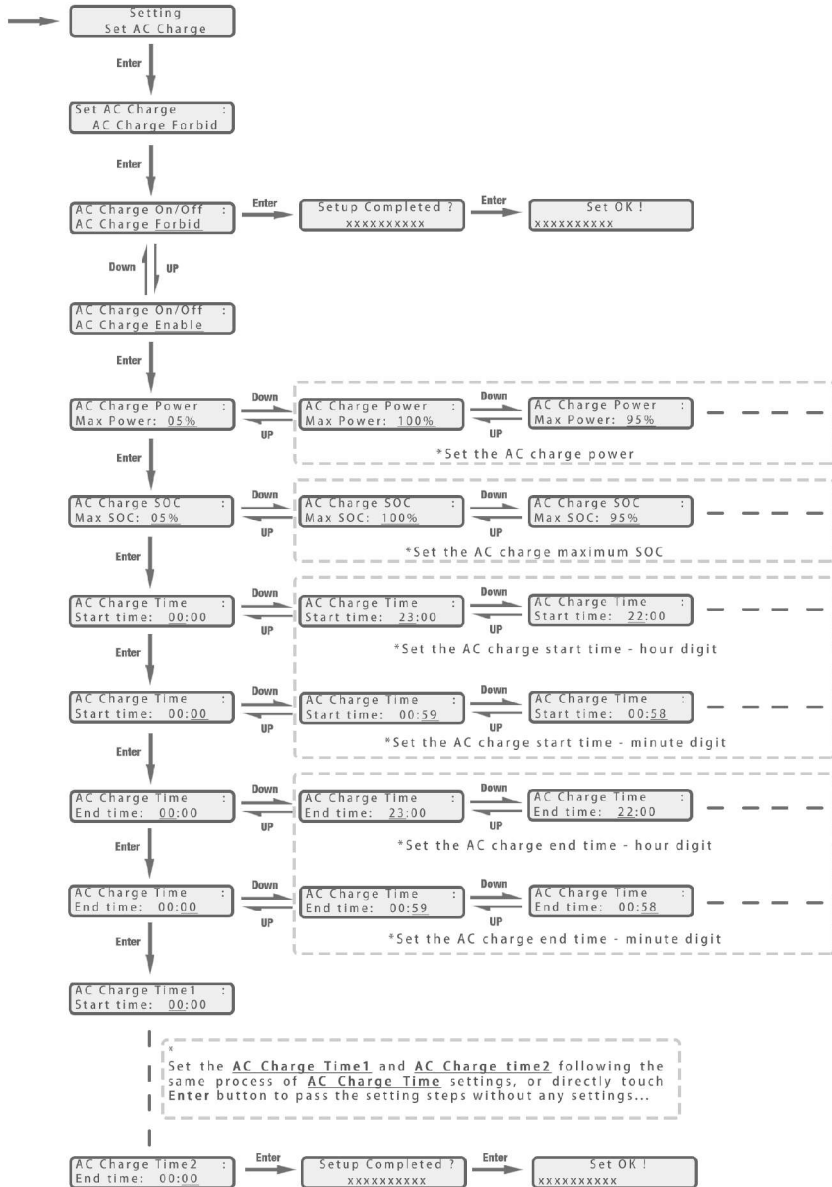 Setting
Set AC Charge
Enter
Set AC Charge :
AC Charge Forbid
Enter
AC Charge On/Off :
AC Charge Forbid
Enter
Setup Completed ?
xxxxxxxxxx
Enter
Set OK !
xxxxxxxxxx
Down
UP
AC Charge On/Off :
AC Charge Enable
Enter
AC Charge Power :
Max Power: 05%
Down
UP
AC Charge Power :
Max Power: 100%
Down
UP
AC Charge Power :
Max Power: 95%
*Set the AC charge power
Enter
AC Charge SOC :
Max SOC: 05%
Down
UP
AC Charge SOC :
Max SOC: 100%
Down
UP
AC Charge SOC :
Max SOC: 95%
*Set the AC charge maximum SOC
Enter
AC Charge Time :
Start time: 00:00
Down
UP
AC Charge Time :
Start time: 23:00
Down
UP
AC Charge Time :
Start time: 22:00
*Set the AC charge start time - hour digit
Enter
AC Charge Time :
Start time: 00:00
Down
UP
AC Charge Time :
Start time: 00:59
Down
UP
AC Charge Time :
Start time: 00:58
*Set the AC charge start time - minute digit
Enter
AC Charge Time :
End time: 00:00
Down
UP
AC Charge Time :
End time: 23:00
Down
UP
AC Charge Time :
End time: 22:00
*Set the AC charge end time - hour digit
Enter
AC Charge Time :
End time: 00:00
Down
UP
AC Charge Time :
End time: 00:59
Down
UP
AC Charge Time :
End time: 00:58
*Set the AC charge end time - minute digit
Enter
AC Charge Time1 :
Start time: 00:00
*
Set the AC Charge Time1 and AC Charge time2 following the
same process of AC Charge Time settings, or directly touch
Enter button to pass the setting steps without any settings...
AC Charge Time2 :
End time: 00:00
Enter
Setup Completed ?
xxxxxxxxxx
Enter
Set OK !
xxxxxxxxxx